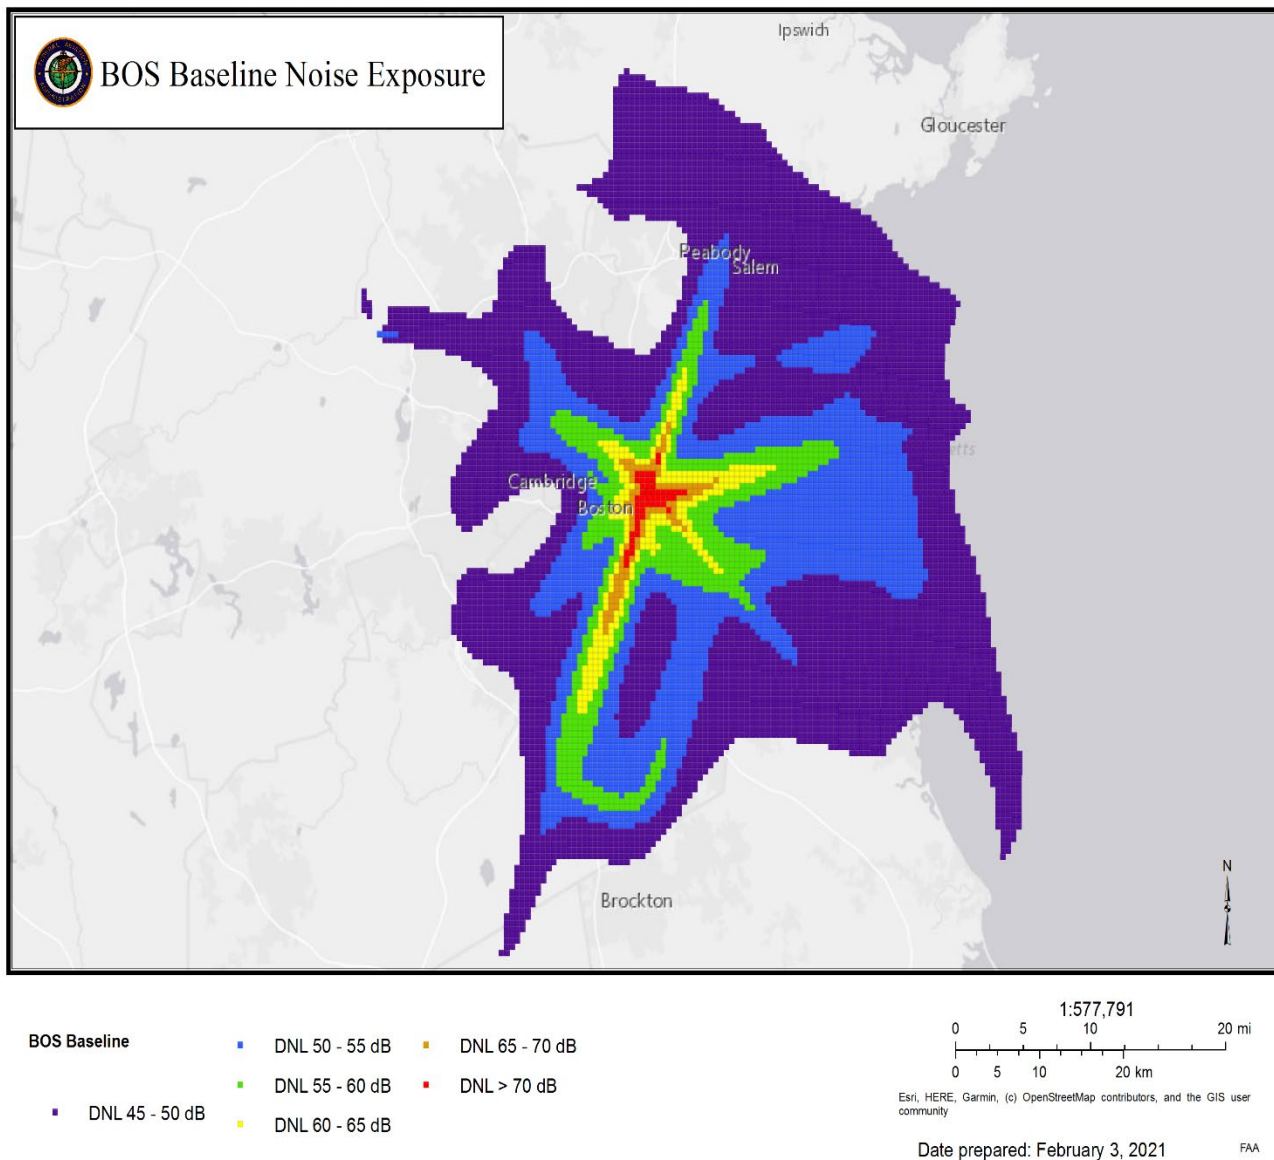 BOS Baseline Noise Exposure
Ipswich
Gloucester
Peabody
Salem
etts
Cambridge
Boston
Brockton
N
BOS Baseline
DNL 45 - 50 dB
DNL 50 - 55 dB
DNL 55 - 60 dB
DNL 60 - 65 dB
DNL 65 - 70 dB
DNL > 70 dB
1:577,791
0 5 10 20 mi
0 5 10 20 km
Esri, HERE, Garmin, (c) OpenStreetMap contributors, and the GIS user
community
Date prepared: February 3, 2021
FAA